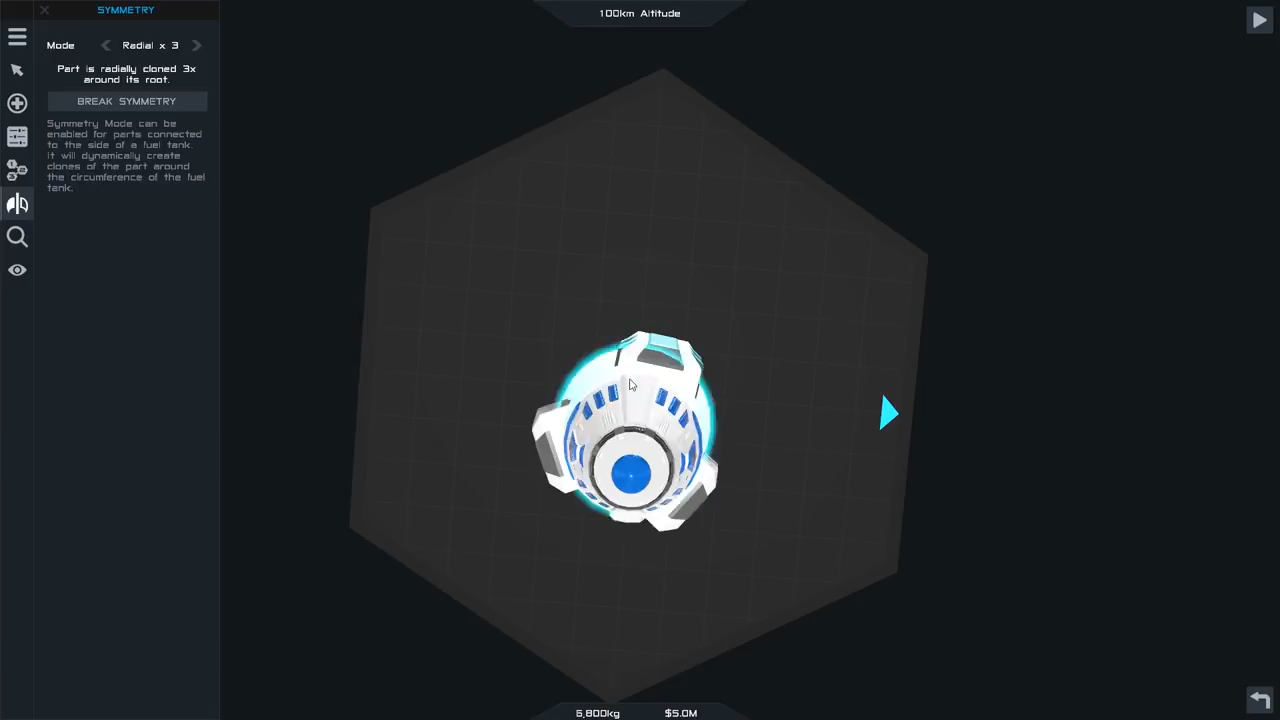 SYMMETRY
100km Altitude
Mode
Radial x 3
Part is radially cloned 3x
around its root.
BREAK SYMMETRY
Symmetry Mode can be
enabled for parts connected
to the side of a fuel tank.
It will dynamically create
clones of the part around
the circumference of the fuel
tank.
6,800kg
$5.0M